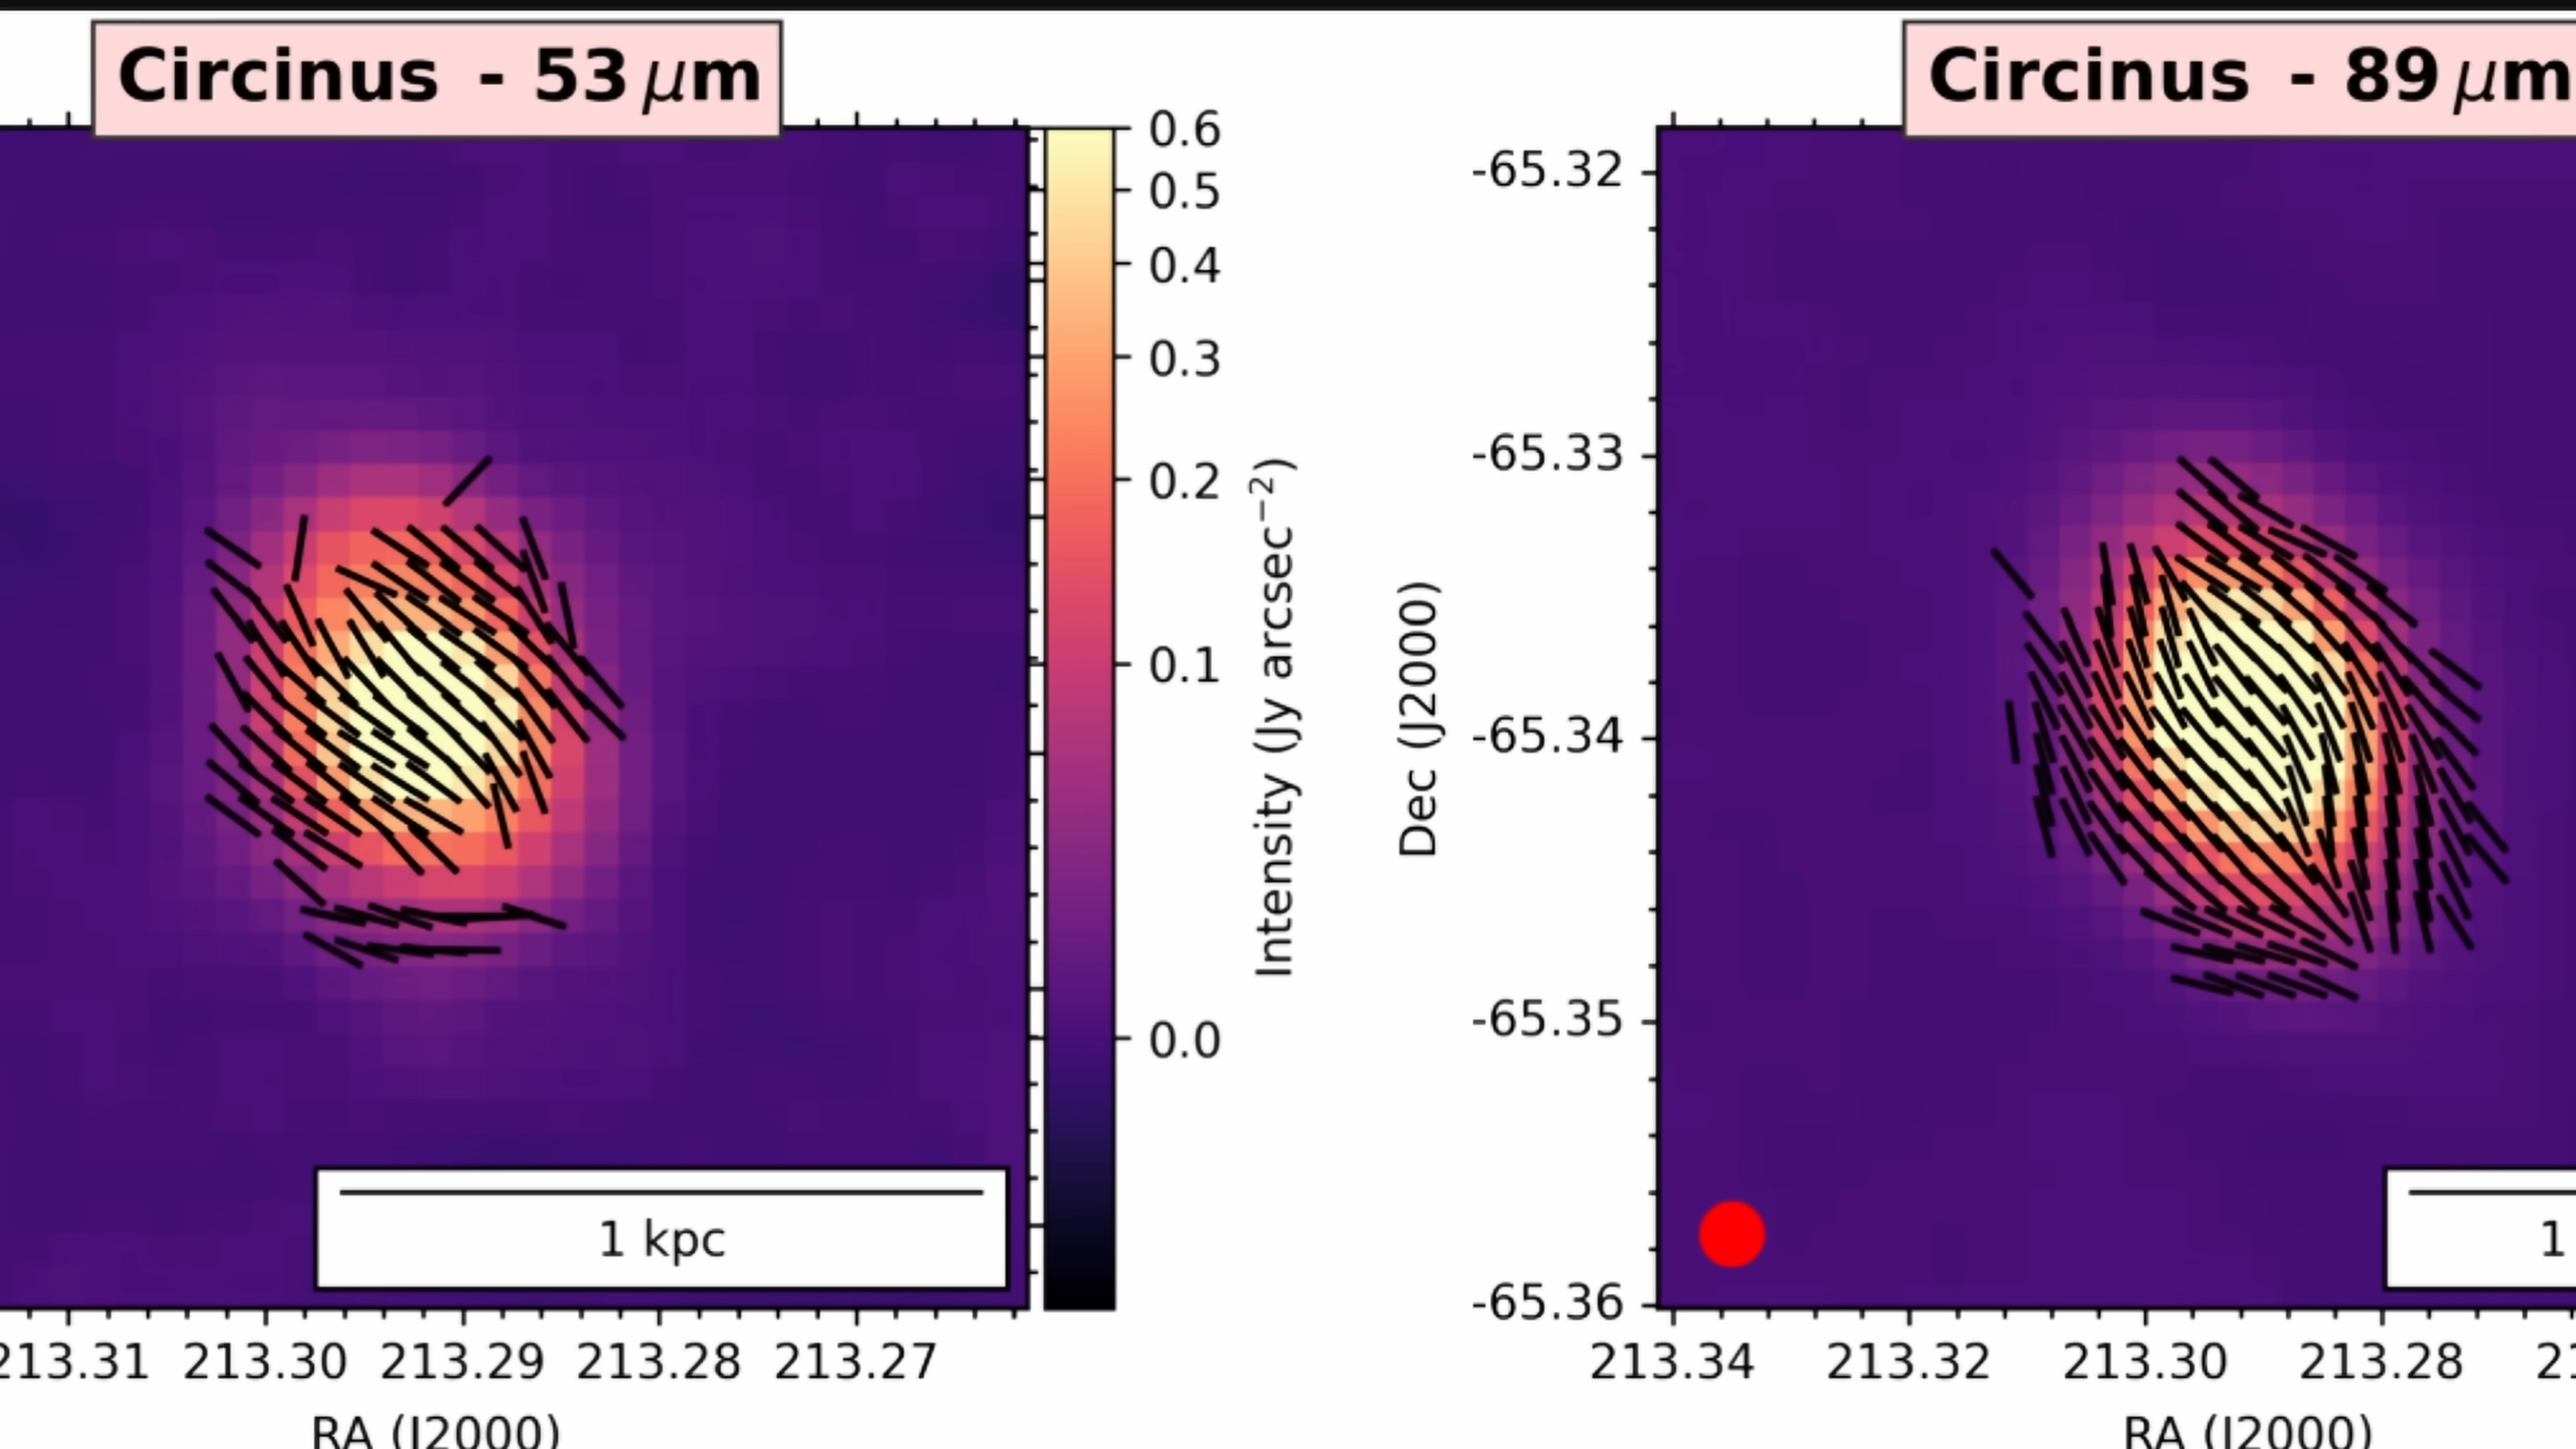 Circinus - 53 μm
0.6
0.5
0.4
0.3
0.2
0.1
0.0
Intensity (Jy arcsec⁻²)
1 kpc
213.31 213.30 213.29 213.28 213.27
RA (J2000)
Circinus - 89 μm
-65.32
-65.33
-65.34
-65.35
-65.36
Dec (J2000)
1
213.34 213.32 213.30 213.28
RA (J2000)